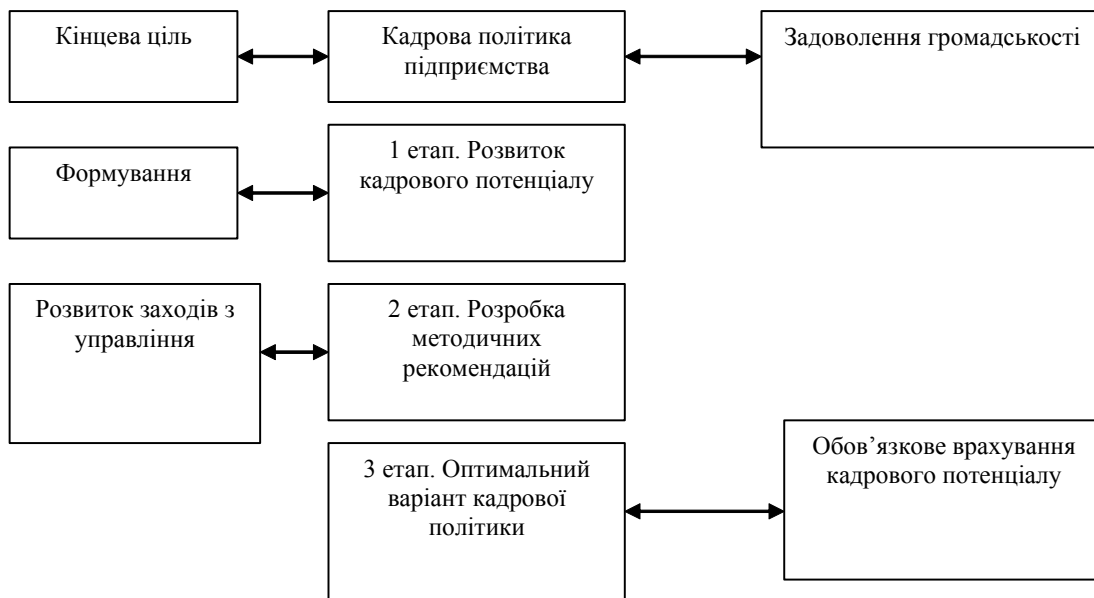 Кінцева ціль
Кадрова політика
підприємства
Задоволення громадськості
Формування
1 етап. Розвиток
кадрового потенціалу
Розвиток заходів з
управління
2 етап. Розробка
методичних
рекомендацій
3 етап. Оптимальний
варіант кадрової
політики
Обов’язкове врахування
кадрового потенціалу